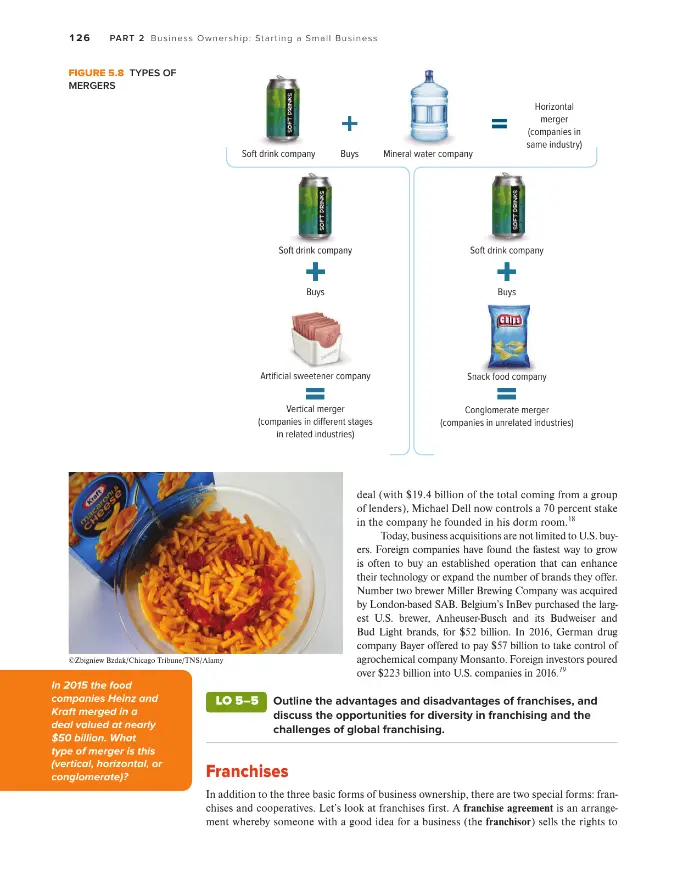 126 PART 2 Business Ownership: Starting a Small Business
FIGURE 5.8 TYPES OF
MERGERS
SOFT DRINKS
Soft drink company
Buys
Mineral water company
Horizontal
merger
(companies in
same industry)
SOFT DRINKS
Soft drink company
Buys
Artificial sweetener company
Vertical merger
(companies in different stages
in related industries)
SOFT DRINKS
Soft drink company
Buys
CHIPS
Snack food company
Conglomerate merger
(companies in unrelated industries)
Kraft
macaroni &
CHEESE
©Zbigniew Bzdak/Chicago Tribune/TNS/Alamy
In 2015 the food
companies Heinz and
Kraft merged in a
deal valued at nearly
$50 billion. What
type of merger is this
(vertical, horizontal, or
conglomerate)?
deal (with $19.4 billion of the total coming from a group
of lenders), Michael Dell now controls a 70 percent stake
in the company he founded in his dorm room.18
Today, business acquisitions are not limited to U.S. buy-
ers. Foreign companies have found the fastest way to grow
is often to buy an established operation that can enhance
their technology or expand the number of brands they offer.
Number two brewer Miller Brewing Company was acquired
by London-based SAB. Belgium's InBev purchased the larg-
est U.S. brewer, Anheuser-Busch and its Budweiser and
Bud Light brands, for $52 billion. In 2016, German drug
company Bayer offered to pay $57 billion to take control of
agrochemical company Monsanto. Foreign investors poured
over $223 billion into U.S. companies in 2016.19
LO 5–5 Outline the advantages and disadvantages of franchises, and
discuss the opportunities for diversity in franchising and the
challenges of global franchising.
Franchises
In addition to the three basic forms of business ownership, there are two special forms: fran-
chises and cooperatives. Let's look at franchises first. A franchise agreement is an arrange-
ment whereby someone with a good idea for a business (the franchisor) sells the rights to